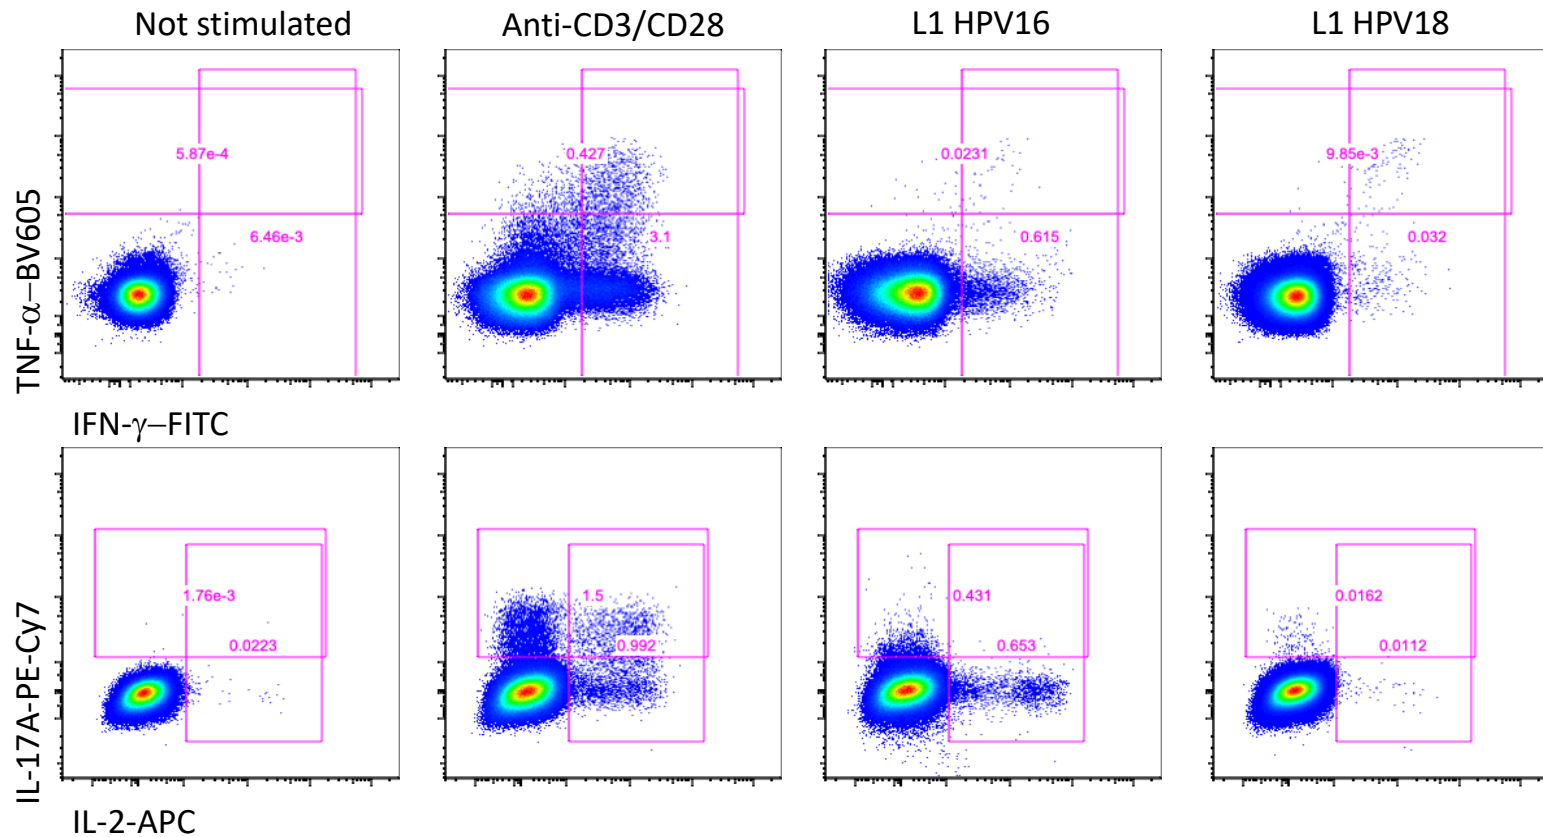 Not stimulated
Anti-CD3/CD28
L1 HPV16
L1 HPV18
TNF-α–BV605
5.87e-4
6.46e-3
0.427
3.1
0.0231
0.615
9.85e-3
0.032
IFN-γ–FITC
IL-17A-PE-Cy7
1.76e-3
0.0223
1.5
0.992
0.431
0.653
0.0162
0.0112
IL-2-APC